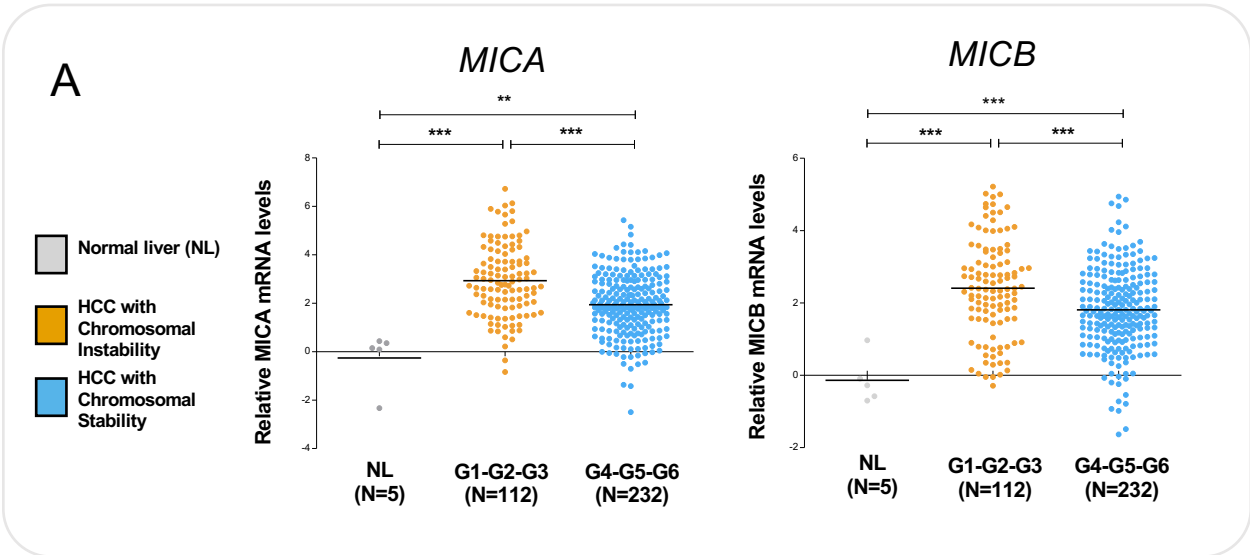 A
MICA
MICB
**
***
***
***
***
***
Relative MICA mRNA levels
8
6
4
2
0
-2
-4
Relative MICB mRNA levels
6
4
2
0
-2
Normal liver (NL)
HCC with
Chromosomal
Instability
HCC with
Chromosomal
Stability
NL
(N=5)
G1-G2-G3
(N=112)
G4-G5-G6
(N=232)
NL
(N=5)
G1-G2-G3
(N=112)
G4-G5-G6
(N=232)